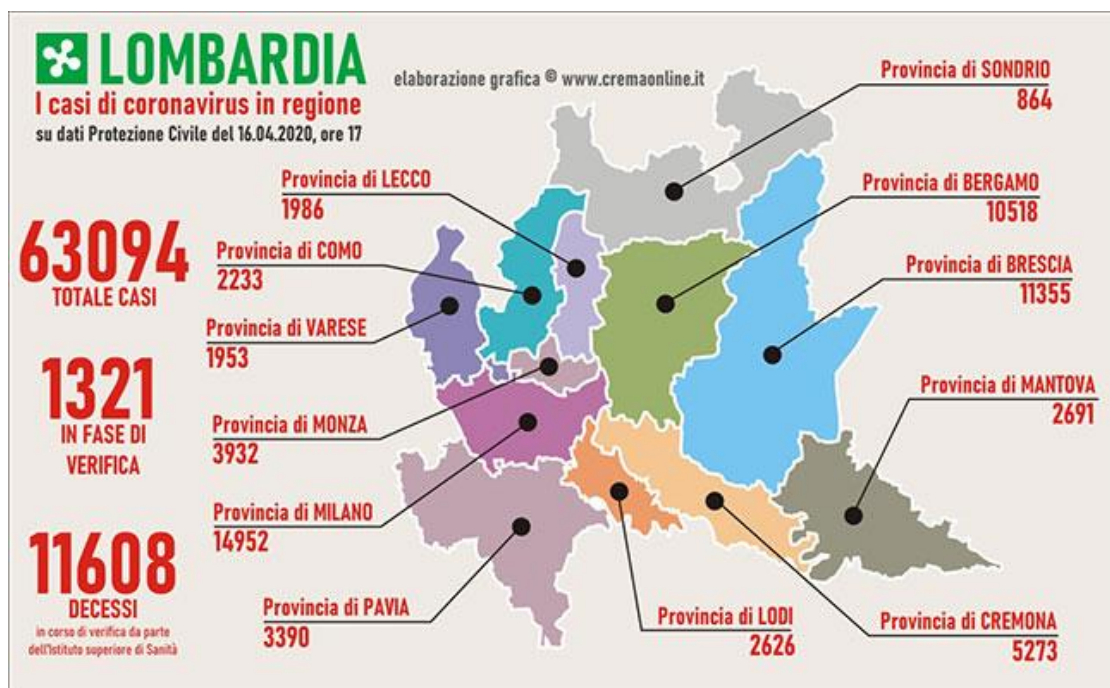 LOMBARDIA
I casi di coronavirus in regione
su dati Protezione Civile del 16.04.2020, ore 17
elaborazione grafica © www.cremaonline.it
Provincia di SONDRIO
864
Provincia di LECCO
1986
Provincia di BERGAMO
10518
63094
TOTALE CASI
Provincia di COMO
2233
Provincia di BRESCIA
11355
Provincia di VARESE
1953
1321
IN FASE DI
VERIFICA
Provincia di MANTOVA
2691
Provincia di MONZA
3932
Provincia di MILANO
14952
11608
DECESSI
in corso di verifica da parte
dell'Istituto superiore di Sanità
Provincia di PAVIA
3390
Provincia di LODI
2626
Provincia di CREMONA
5273